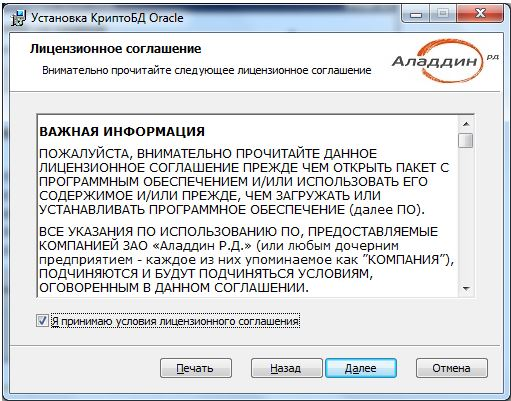 Установка КриптоБД Oracle
Лицензионное соглашение
Внимательно прочитайте следующее лицензионное соглашение
Аладдин РД
ВАЖНАЯ ИНФОРМАЦИЯ
ПОЖАЛУЙСТА, ВНИМАТЕЛЬНО ПРОЧИТАЙТЕ ДАННОЕ
ЛИЦЕНЗИОННОЕ СОГЛАШЕНИЕ ПРЕЖДЕ ЧЕМ ОТКРЫТЬ ПАКЕТ С
ПРОГРАММНЫМ ОБЕСПЕЧЕНИЕМ И/ИЛИ ИСПОЛЬЗОВАТЬ ЕГО
СОДЕРЖИМОЕ И/ИЛИ ПРЕЖДЕ, ЧЕМ ЗАГРУЖАТЬ ИЛИ
УСТАНАВЛИВАТЬ ПРОГРАММНОЕ ОБЕСПЕЧЕНИЕ (далее ПО).
ВСЕ УКАЗАНИЯ ПО ИСПОЛЬЗОВАНИЮ ПО, ПРЕДОСТАВЛЯЕМЫЕ
КОМПАНИЕЙ ЗАО «Аладдин Р.Д.» (или любым дочерним
предприятием - каждое из них упоминаемое как ”КОМПАНИЯ“),
ПОДЧИНЯЮТСЯ И БУДУТ ПОДЧИНЯТЬСЯ УСЛОВИЯМ,
ОГОВОРЕННЫМ В ДАННОМ СОГЛАШЕНИИ.
Я принимаю условия лицензионного соглашения
Печать
Назад
Далее
Отмена